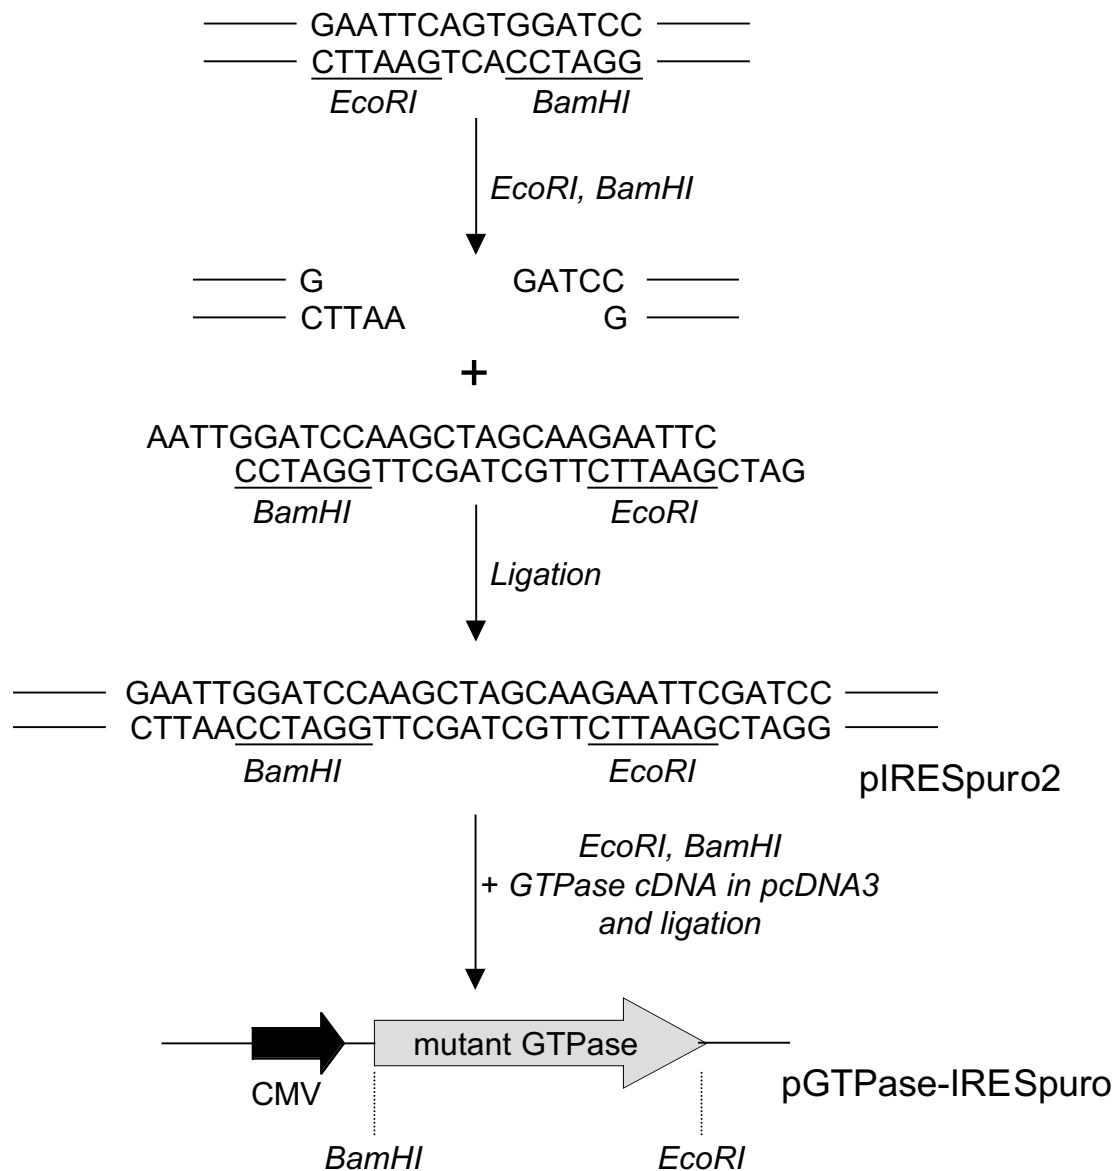 GAATTCAGTGGATCC
CTTAAGTCACCTAGG
EcoRI BamHI
EcoRI, BamHI
G GATCC
CTTAA G
+
AATTGGATCCAAGCTAGCAAGAATTC
CCTAGGTTCGATCGTTCTTAAGCTAG
BamHI EcoRI
Ligation
GAATTGGATCCAAGCTAGCAAGAATTCGATCC
CTTAACCTAGGTTCGATCGTTCTTAAGCTAGG
BamHI EcoRI
pIRESpuro2
EcoRI, BamHI
+ GTPase cDNA in pcDNA3
and ligation
mutant GTPase
CMV
pGTPase-IRESpuro
BamHI EcoRI